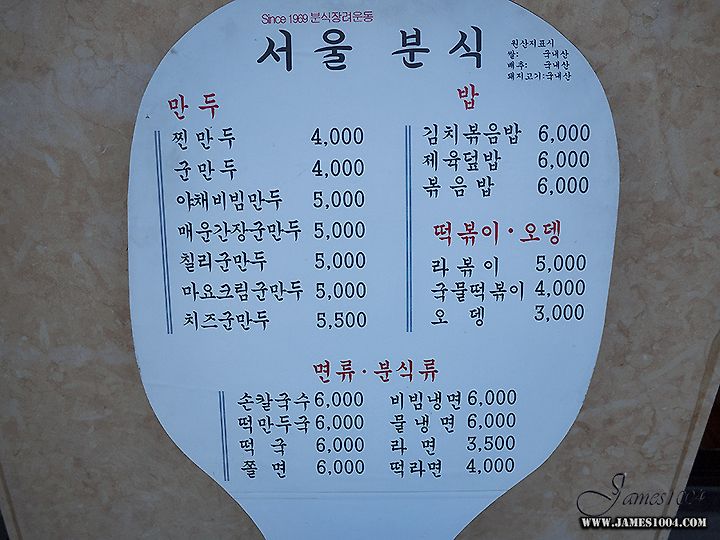 Since 1969 분식장려운동
서울 분식
원산지표시
쌀: 국내산
배추: 국내산
돼지고기:국내산
만두
찐만두 4,000
군만두 4,000
야채비빔만두 5,000
매운간장군만두 5,000
칠리군만두 5,000
마요크림군만두 5,000
치즈군만두 5,500
밥
김치볶음밥 6,000
제육덮밥 6,000
볶음밥 6,000
떡볶이·오뎅
라볶이 5,000
국물떡볶이 4,000
오뎅 3,000
면류·분식류
손칼국수 6,000 비빔냉면 6,000
떡만두국 6,000 물냉면 6,000
떡국 6,000 라면 3,500
쫄면 6,000 떡라면 4,000
James1004
WWW.JAMES1004.COM